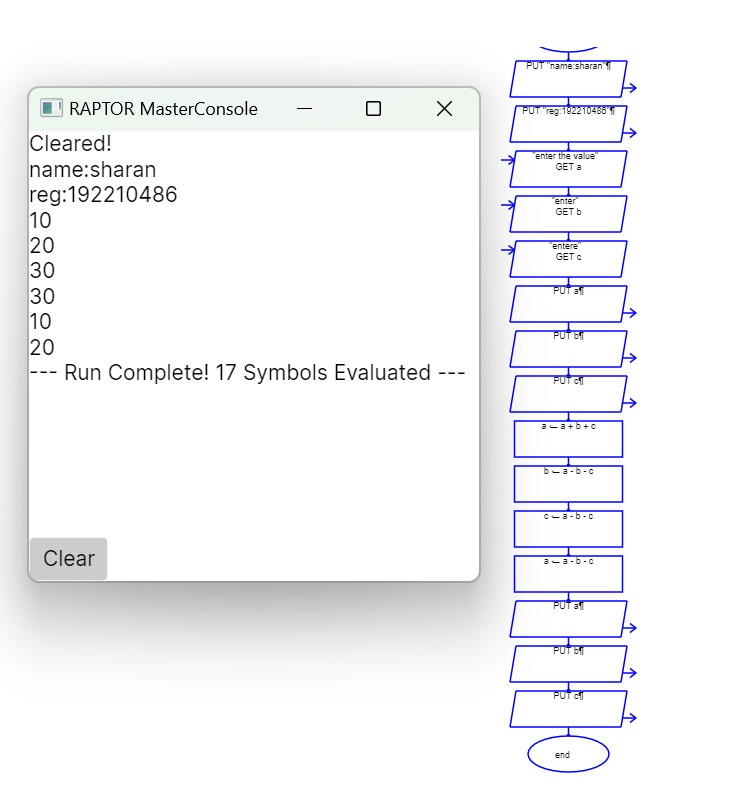 RAPTOR MasterConsole
Cleared!
name:sharan
reg:192210486
10
20
30
30
10
20
--- Run Complete! 17 Symbols Evaluated ---
Clear
PUT "name:sharan"¶
PUT "reg:192210486"¶
"enter the value"
GET a
"enter"
GET b
"entere"
GET c
PUT a¶
PUT b¶
PUT c¶
a ← a + b + c
b ← a - b - c
c ← a - b - c
a ← a - b - c
PUT a¶
PUT b¶
PUT c¶
end